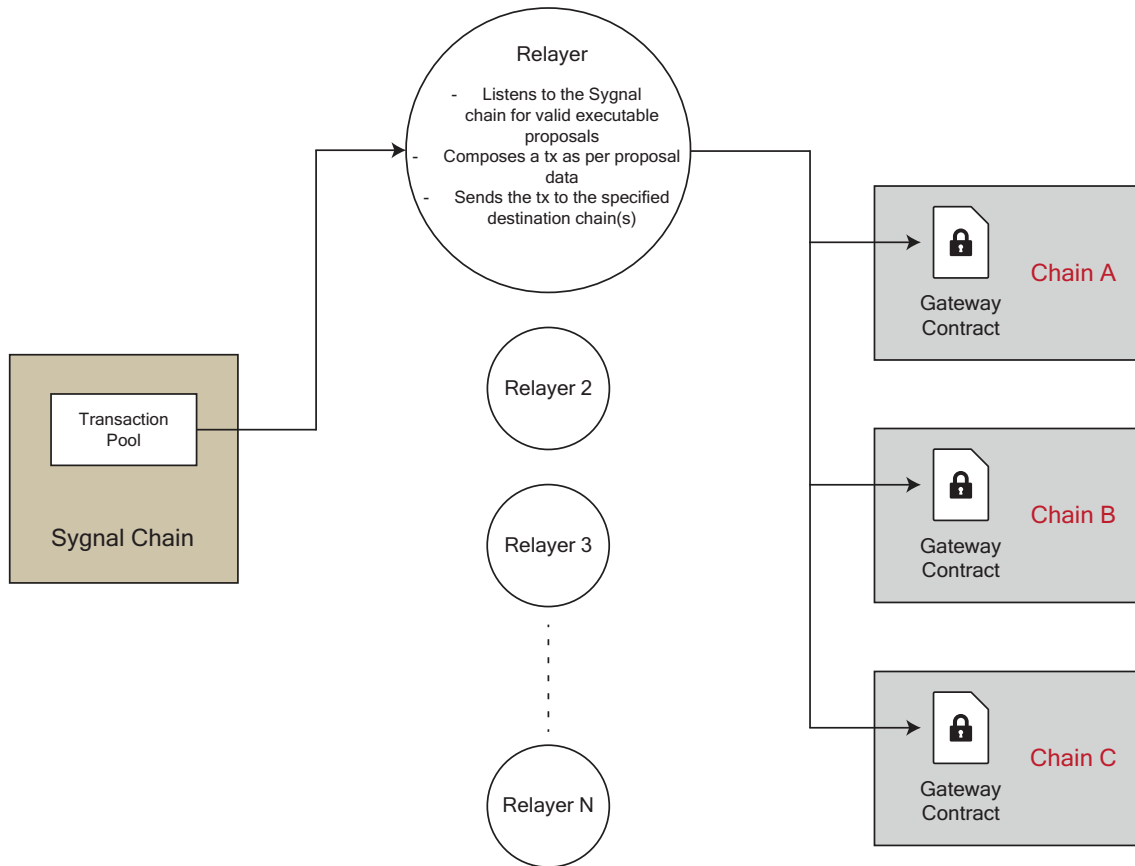 Relayer
- Listens to the Sygnal
chain for valid executable
proposals
- Composes a tx as per proposal
data
- Sends the tx to the specified
destination chain(s)
Relayer 2
Relayer 3
Relayer N
Transaction
Pool
Sygnal Chain
Gateway
Contract
Chain A
Gateway
Contract
Chain B
Gateway
Contract
Chain C